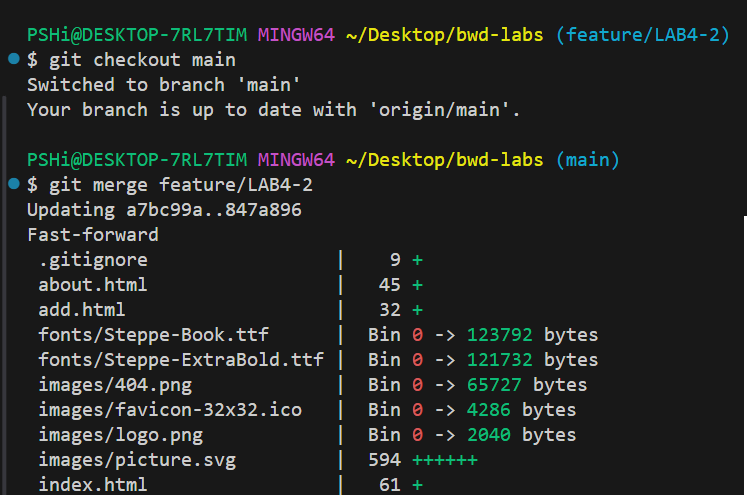 PSHi@DESKTOP-7RL7TIM MINGW64 ~/Desktop/bwd-labs (feature/LAB4-2)
$ git checkout main
Switched to branch 'main'
Your branch is up to date with 'origin/main'.
PSHi@DESKTOP-7RL7TIM MINGW64 ~/Desktop/bwd-labs (main)
$ git merge feature/LAB4-2
Updating a7bc99a..847a896
Fast-forward
.gitignore | 9 +
about.html | 45 +
add.html | 32 +
fonts/Steppe-Book.ttf | Bin 0 -> 123792 bytes
fonts/Steppe-ExtraBold.ttf | Bin 0 -> 121732 bytes
images/404.png | Bin 0 -> 65727 bytes
images/favicon-32x32.ico | Bin 0 -> 4286 bytes
images/logo.png | Bin 0 -> 2040 bytes
images/picture.svg | 594 ++++++
index.html | 61 +